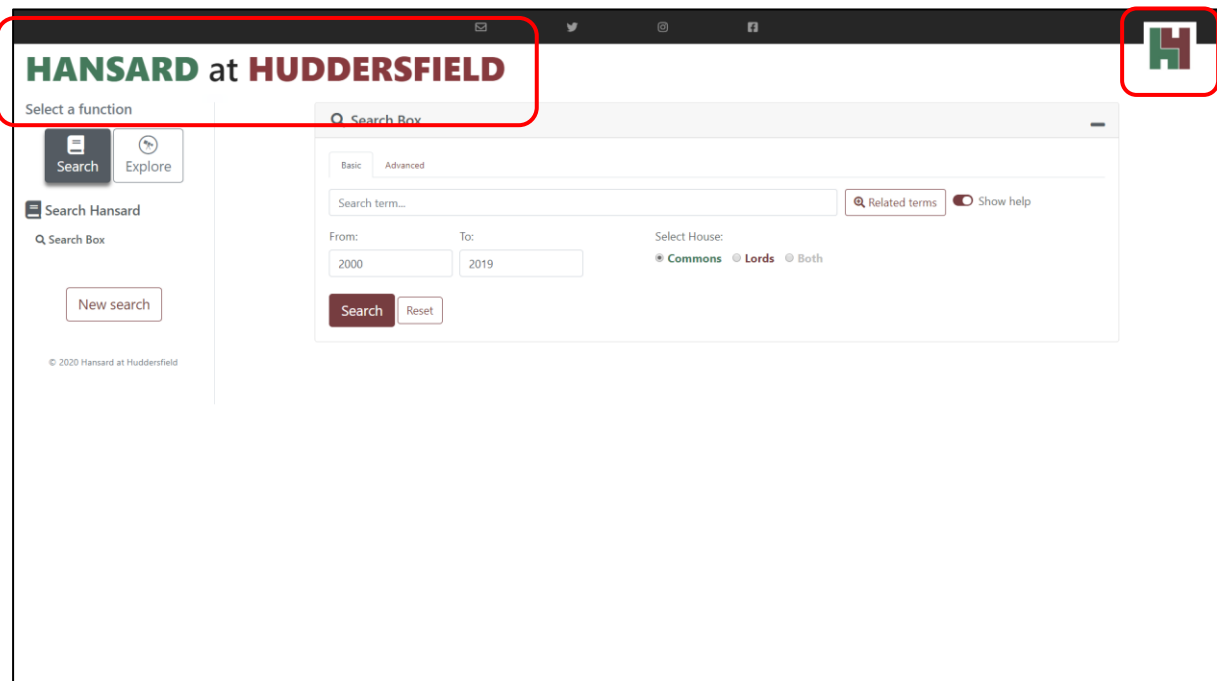 HANSARD at HUDDERSFIELD
Select a function
Search Explore
Search Hansard
Search Box
New search
© 2020 Hansard at Huddersfield
Search Box
Basic Advanced
Search term... Related terms Show help
From: To: Select House:
2000 2019 Commons Lords Both
Search Reset